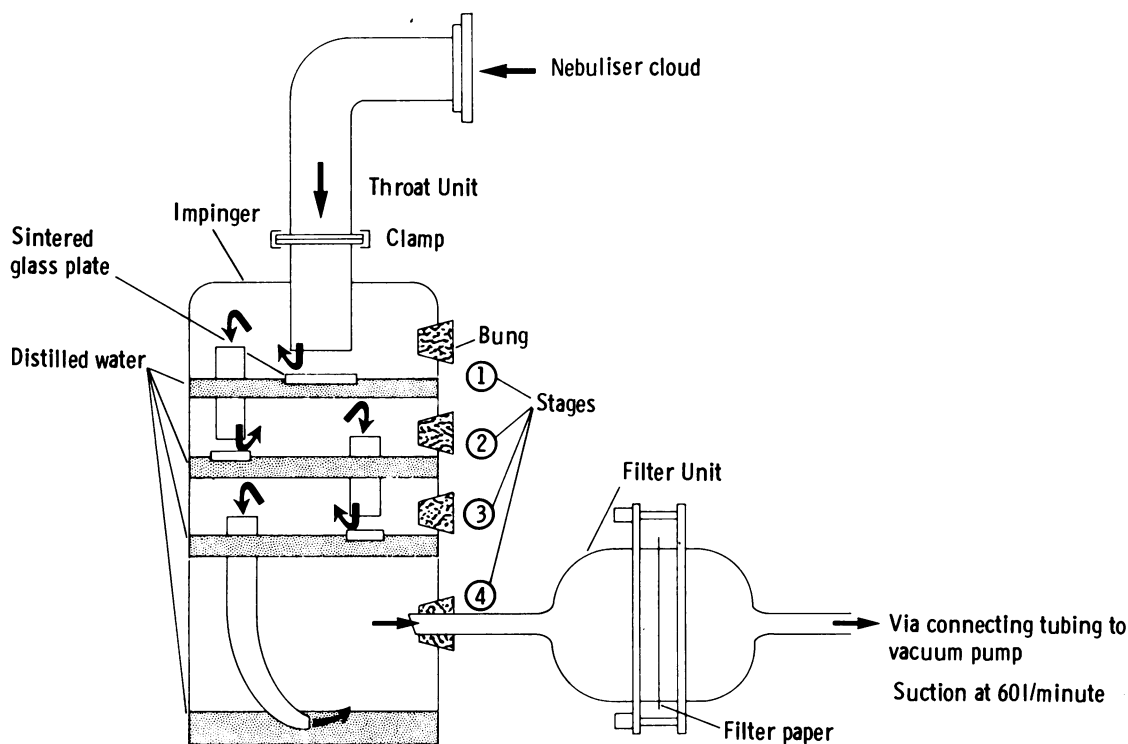 Nebuliser cloud
Throat Unit
Impinger
Clamp
Sintered
glass plate
Bung
Distilled water
1
Stages
2
Filter Unit
3
4
Via connecting tubing to
vacuum pump
Suction at 60l/minute
Filter paper